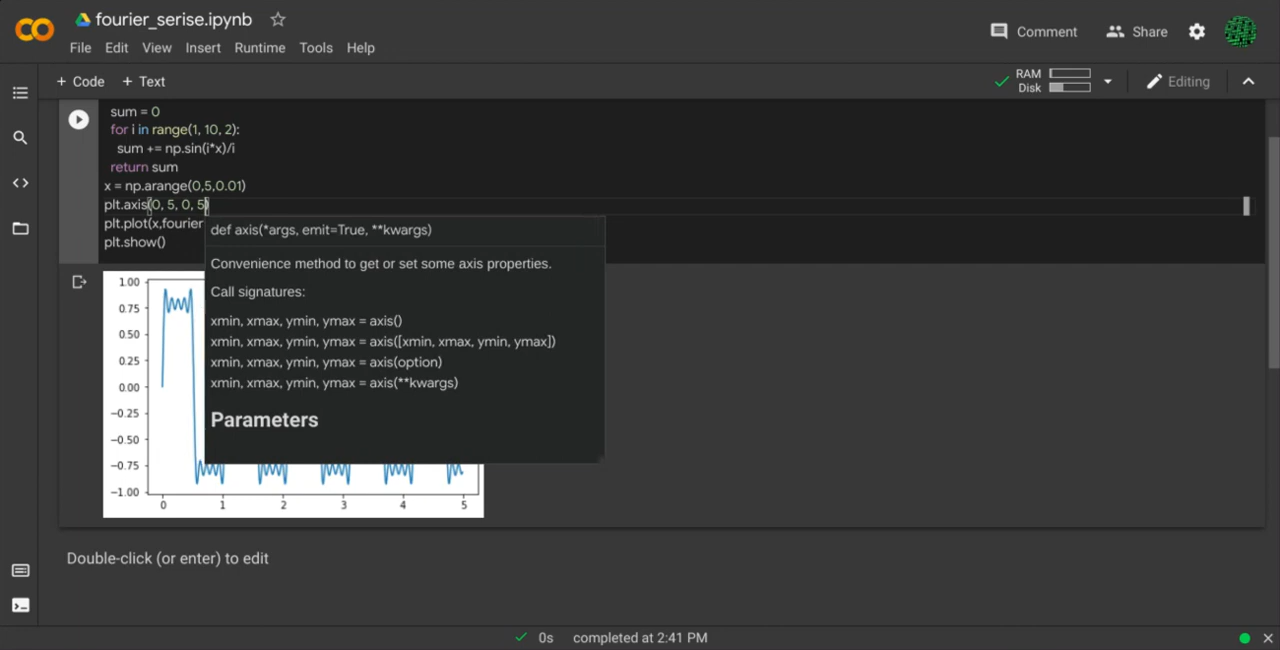 fourier_serise.ipynb
Comment
Share
File Edit View Insert Runtime Tools Help
+ Code + Text
RAM
Disk
Editing
sum = 0
for i in range(1, 10, 2):
sum += np.sin(i*x)/i
return sum
x = np.arange(0,5,0.01)
plt.axis(0, 5, 0, 5)
plt.plot(x,fourier
plt.show()
def axis(*args, emit=True, **kwargs)
Convenience method to get or set some axis properties.
Call signatures:
xmin, xmax, ymin, ymax = axis()
xmin, xmax, ymin, ymax = axis([xmin, xmax, ymin, ymax])
xmin, xmax, ymin, ymax = axis(option)
xmin, xmax, ymin, ymax = axis(**kwargs)
Parameters
1.00
0.75
0.50
0.25
0.00
−0.25
−0.50
−0.75
−1.00
0 1 2 3 4 5
Double-click (or enter) to edit
0s completed at 2:41 PM